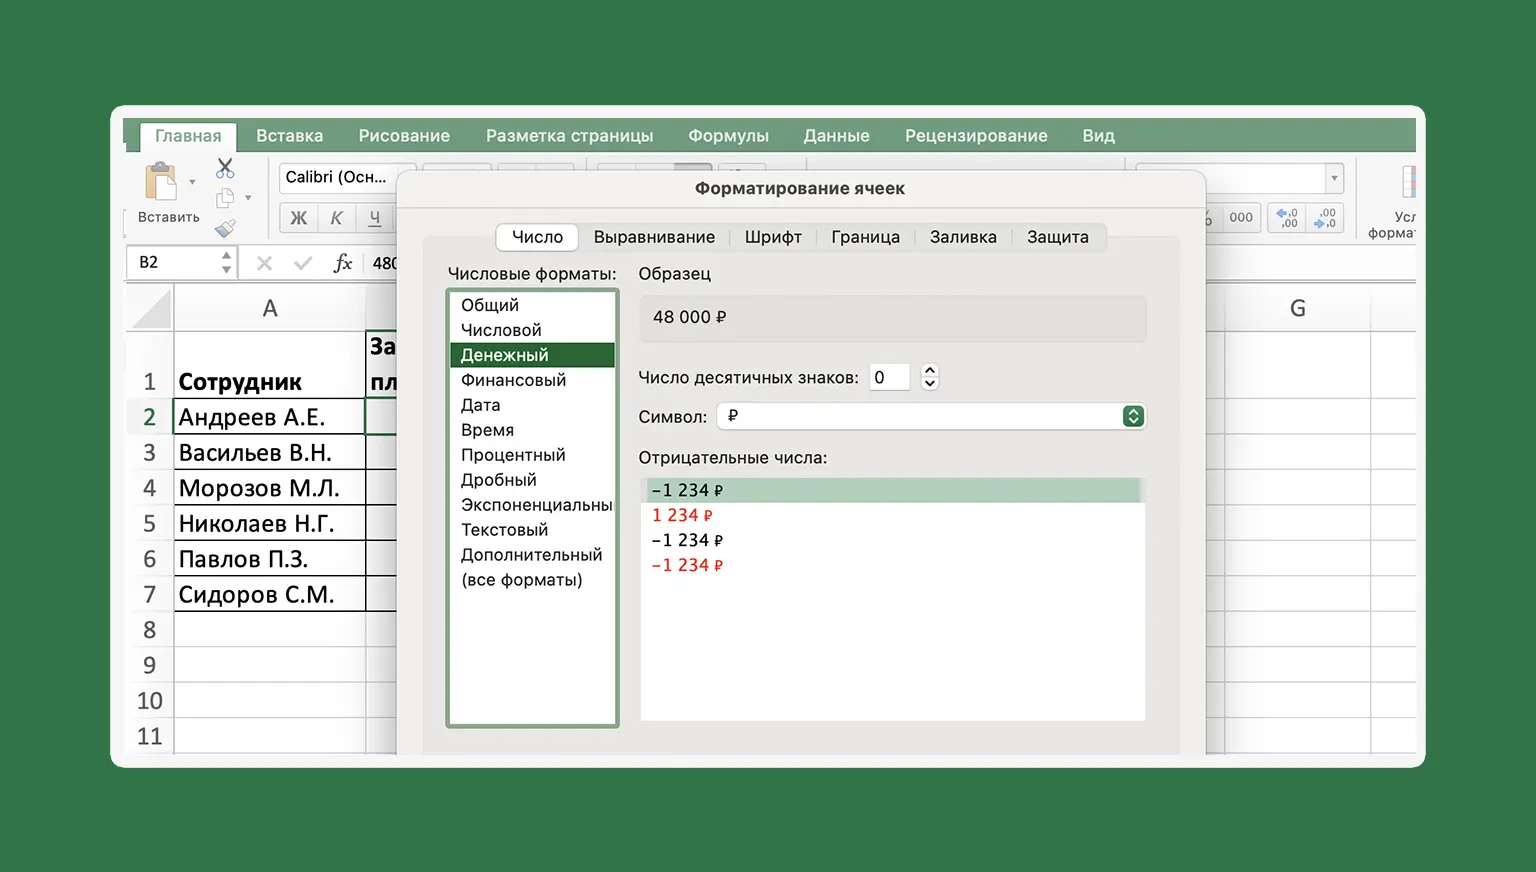 Главная Вставка Рисование Разметка страницы Формулы Данные Рецензирование Вид
Вставить
Calibri (Осн...
Ж К Ч
000
,0 ,00
,00 ,0
Усл
формат
B2
fx
480
Форматирование ячеек
Число Выравнивание Шрифт Граница Заливка Защита
Числовые форматы:
Общий
Числовой
Денежный
Финансовый
Дата
Время
Процентный
Дробный
Экспоненциальны
Текстовый
Дополнительный
(все форматы)
Образец
48 000 ₽
Число десятичных знаков: 0
Символ: ₽
Отрицательные числа:
-1 234 ₽
1 234 ₽
-1 234 ₽
-1 234 ₽
A G
1 Сотрудник
За
пл
2 Андреев А.Е.
3 Васильев В.Н.
4 Морозов М.Л.
5 Николаев Н.Г.
6 Павлов П.З.
7 Сидоров С.М.
8
9
10
11